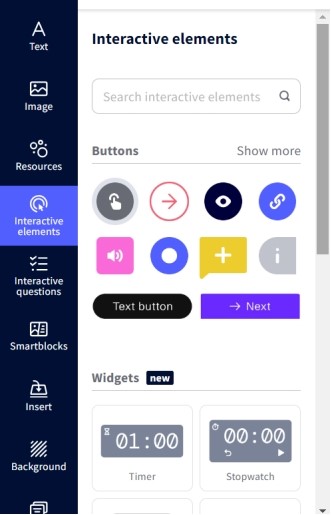 Text
Image
Resources
Interactive
elements
Interactive
questions
Smartblocks
Insert
Background
Interactive elements
Search interactive elements
Buttons Show more
i
Text button → Next
Widgets new
01:00 00:00
Timer Stopwatch